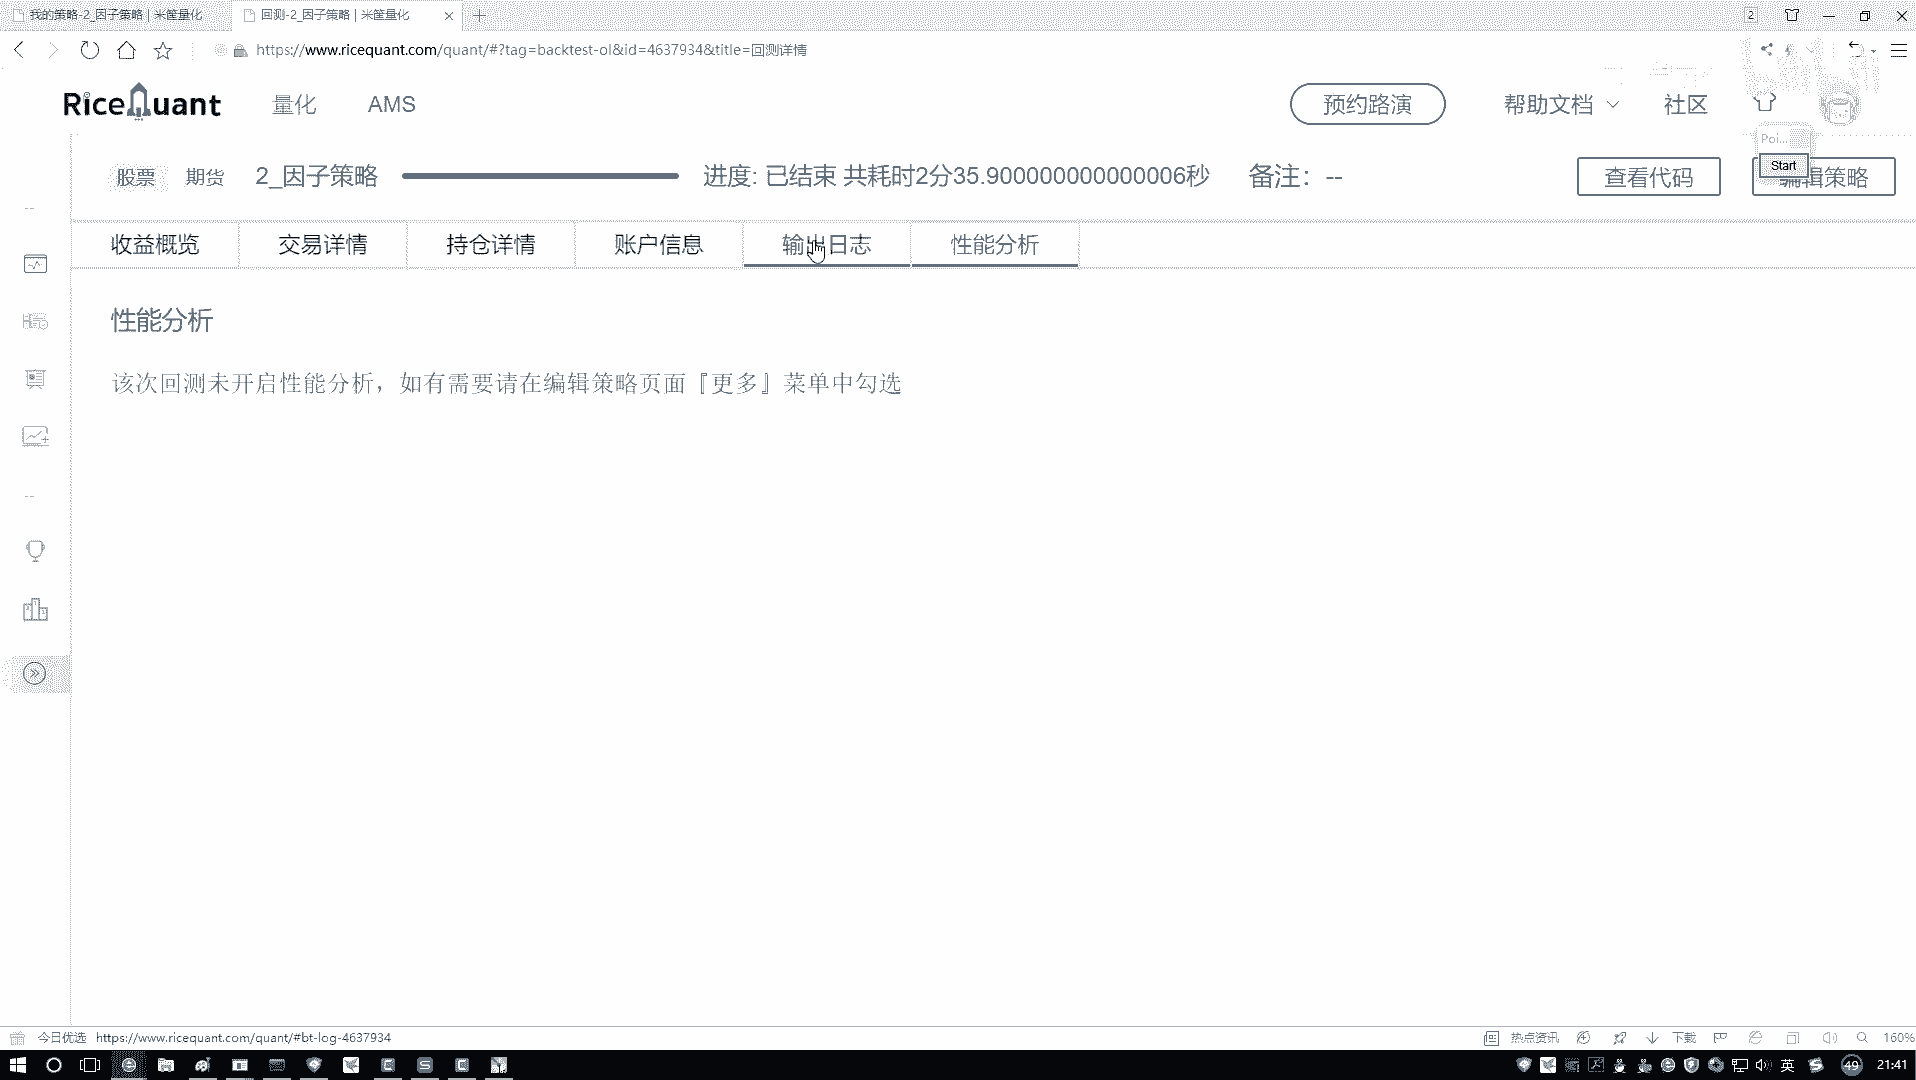 我的策略-2_因子策略 | 米筐量化
回测-2_因子策略 | 米筐量化
2
https://www.ricequant.com/quant/#?tag=backtest-ol&id=4637934&title=回测详情
RiceQuant
量化
AMS
预约路演
帮助文档
社区
Poi...
Start
股票
期货
2_因子策略
进度: 已结束 共耗时2分35.900000000000006秒
备注: --
查看代码
编辑策略
--
收益概览
交易详情
持仓详情
账户信息
输出日志
性能分析
性能分析
该次回测未开启性能分析，如有需要请在编辑策略页面『更多』菜单中勾选
--
今日优选
https://www.ricequant.com/quant/#bt-log-4637934
热点资讯
下载
160%
英
49
21:41